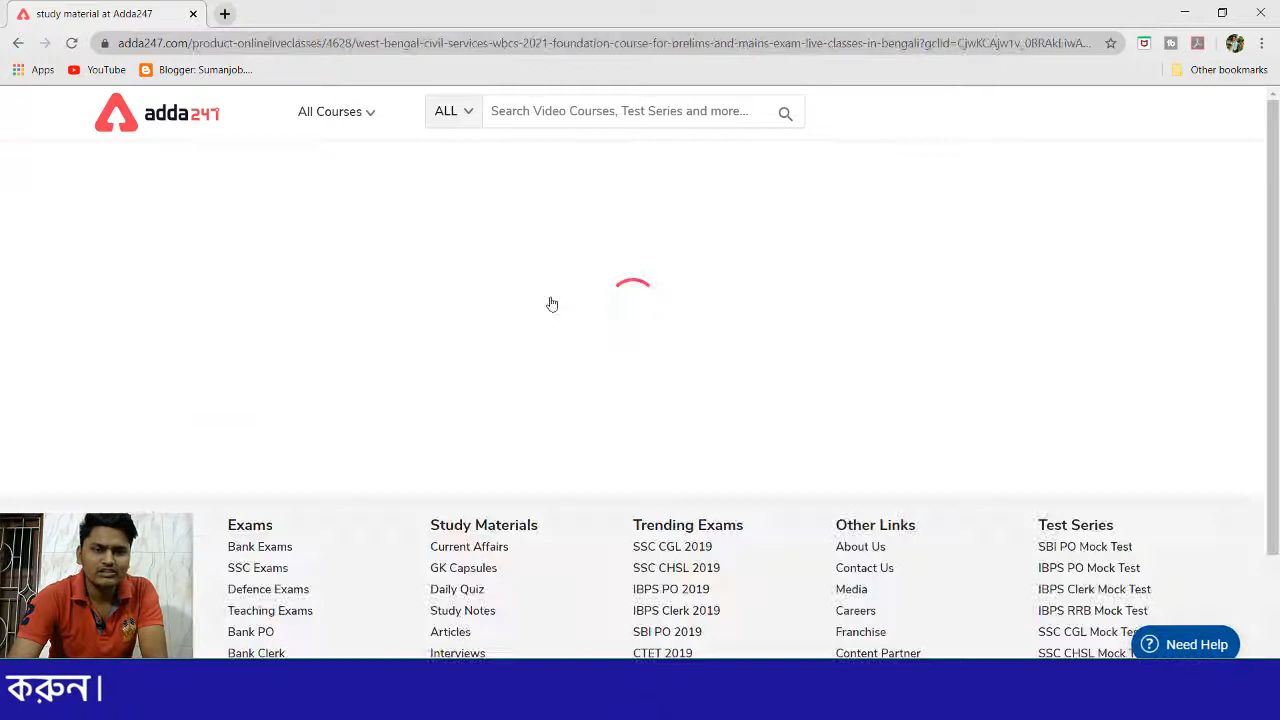 study material at Adda247
adda247.com/product-onlineliveclasses/4628/west-bengal-civil-services-wbcs-2021-foundation-course-for-prelims-and-mains-exam-live-classes-in-bengali?gclid=CjwKCAjw1v_0BRAkEiwA...
Apps YouTube Blogger: Sumanjob.... Other bookmarks
adda247 All Courses ALL Search Video Courses, Test Series and more...
Exams Study Materials Trending Exams Other Links Test Series
Bank Exams Current Affairs SSC CGL 2019 About Us SBI PO Mock Test
SSC Exams GK Capsules SSC CHSL 2019 Contact Us IBPS PO Mock Test
Defence Exams Daily Quiz IBPS PO 2019 Media IBPS Clerk Mock Test
Teaching Exams Study Notes IBPS Clerk 2019 Careers IBPS RRB Mock Test
Bank PO Articles SBI PO 2019 Franchise SSC CGL Mock Te
Bank Clerk Interviews CTET 2019 Content Partner SSC CHSL Mock T
Need Help
করুন।